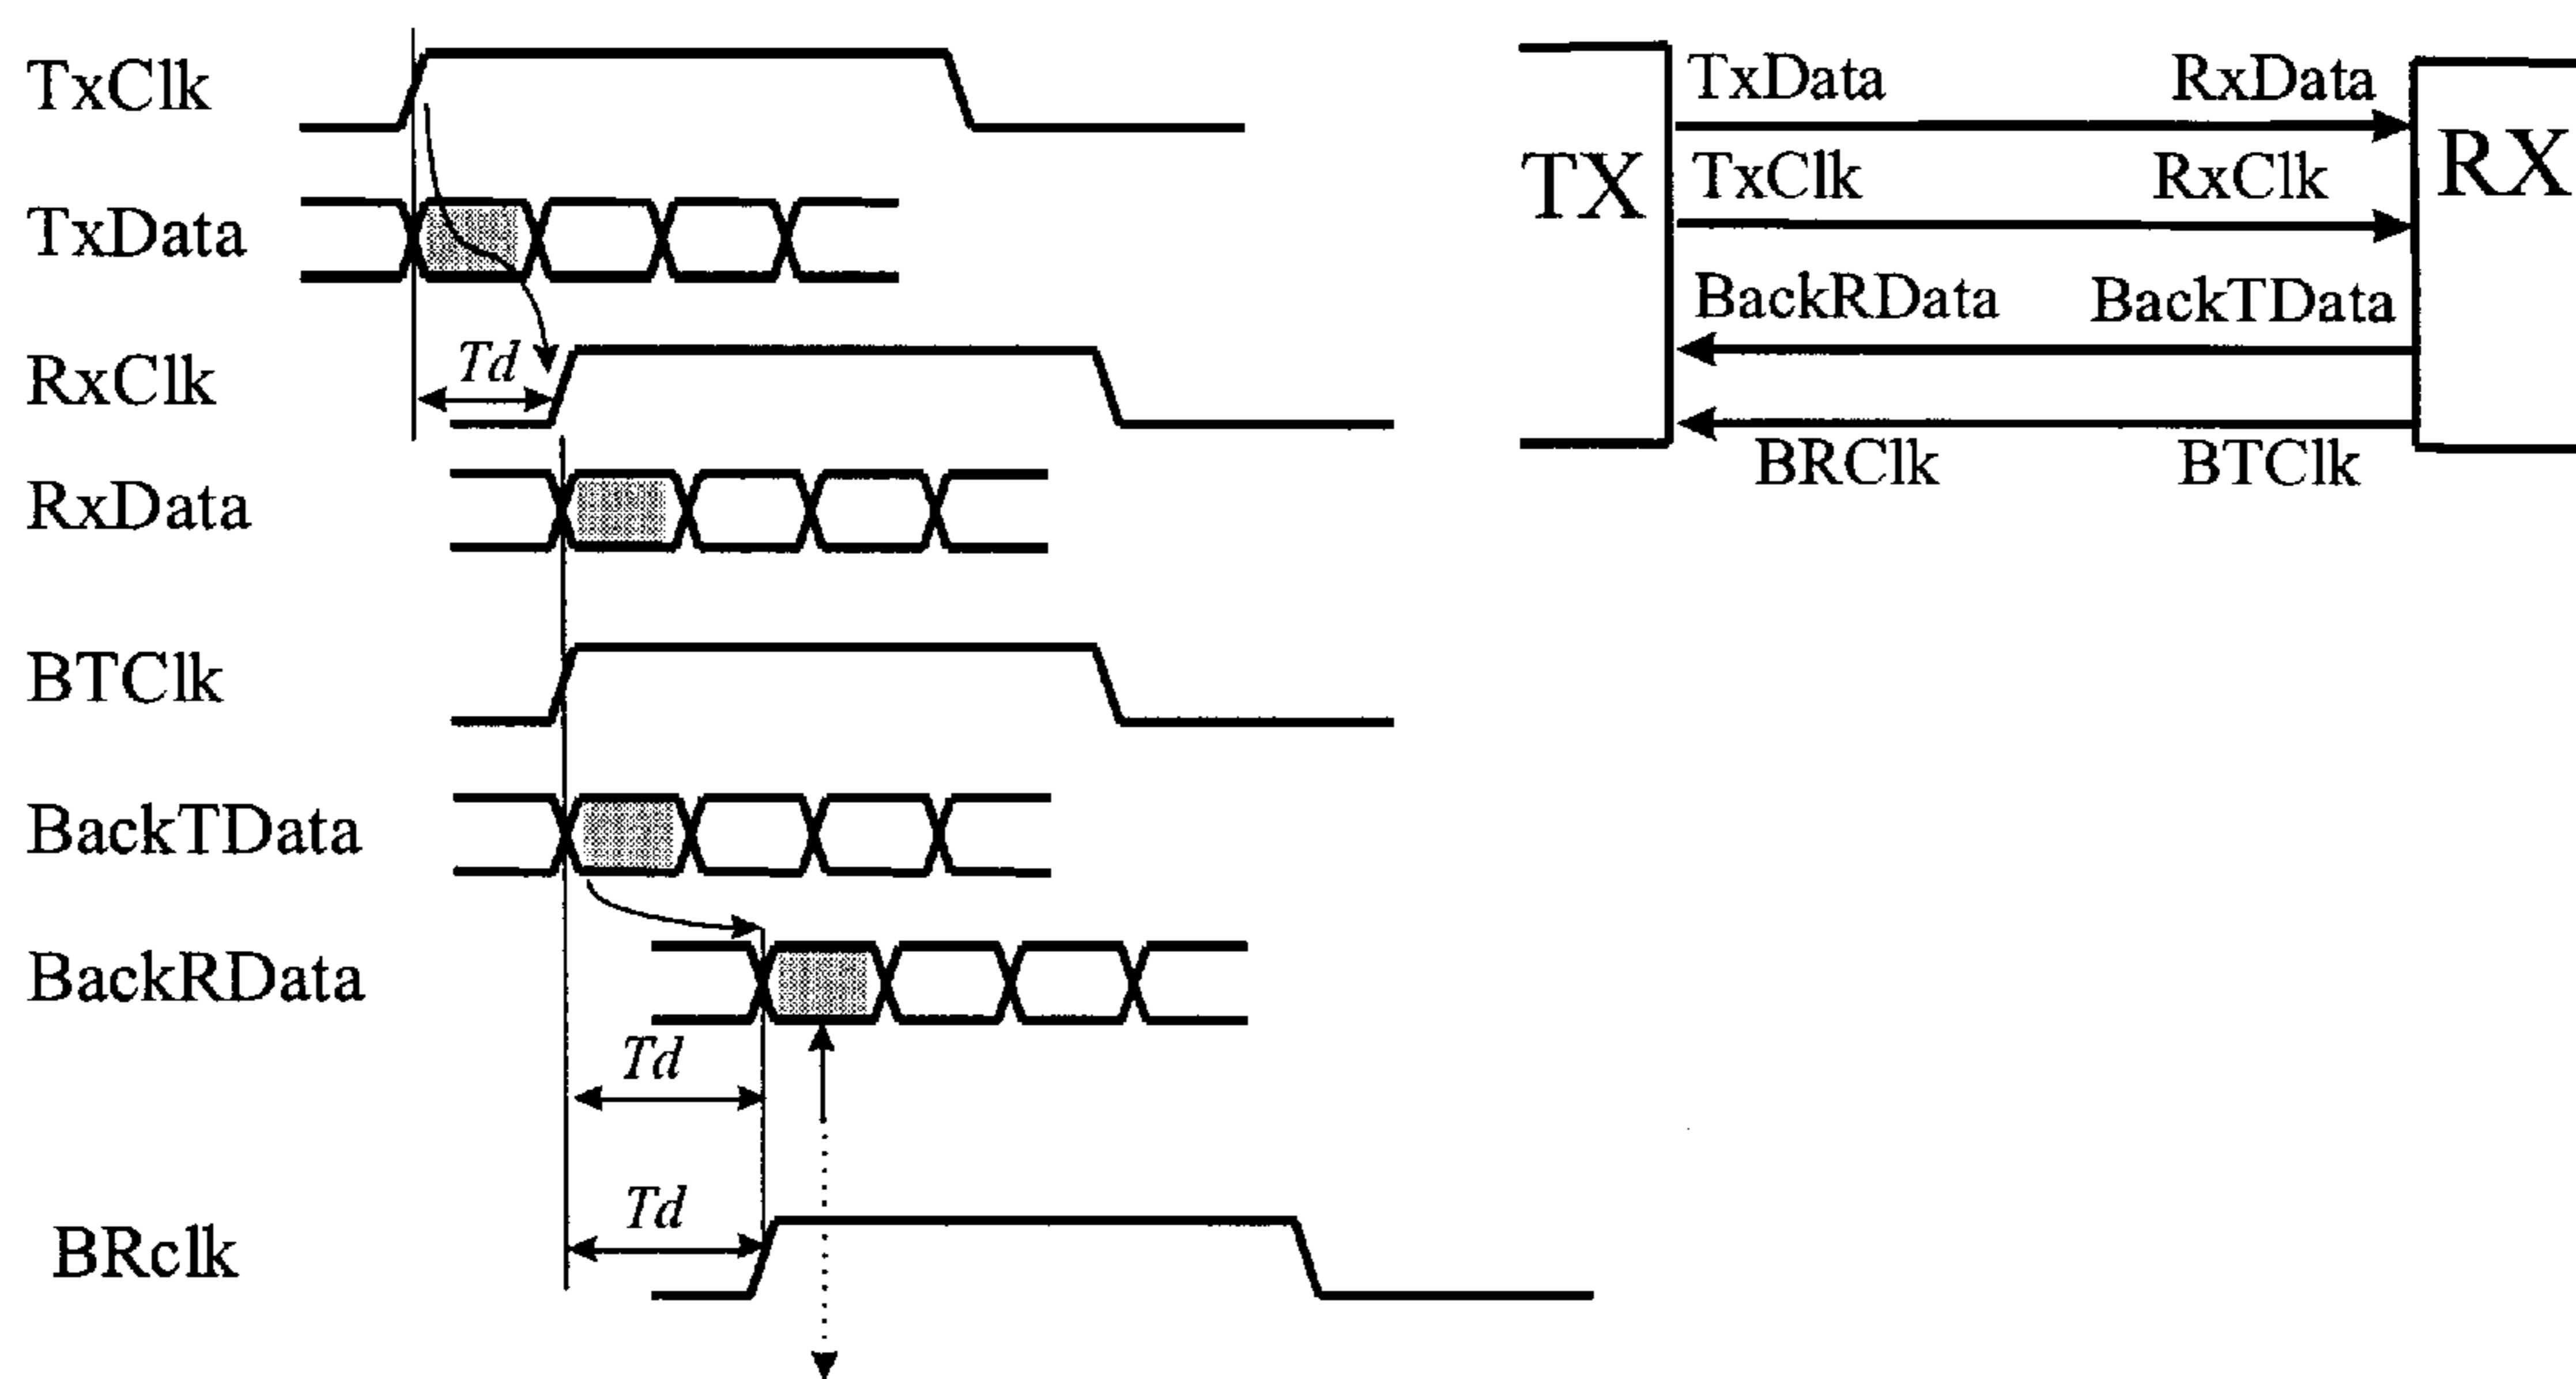 TxClk
TxData
RxClk
Td
RxData
BTClk
BackTData
BackRData
Td
Td
BRclk
TxData RxData
TX TxClk RxClk RX
BackRData BackTData
BRClk BTClk